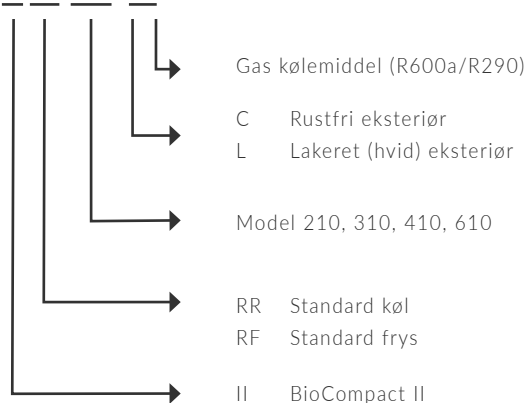 Gas kølemiddel (R600a/R290)
C Rustfri eksteriør
L Lakeret (hvid) eksteriør
Model 210, 310, 410, 610
RR Standard køl
RF Standard frys
II BioCompact II